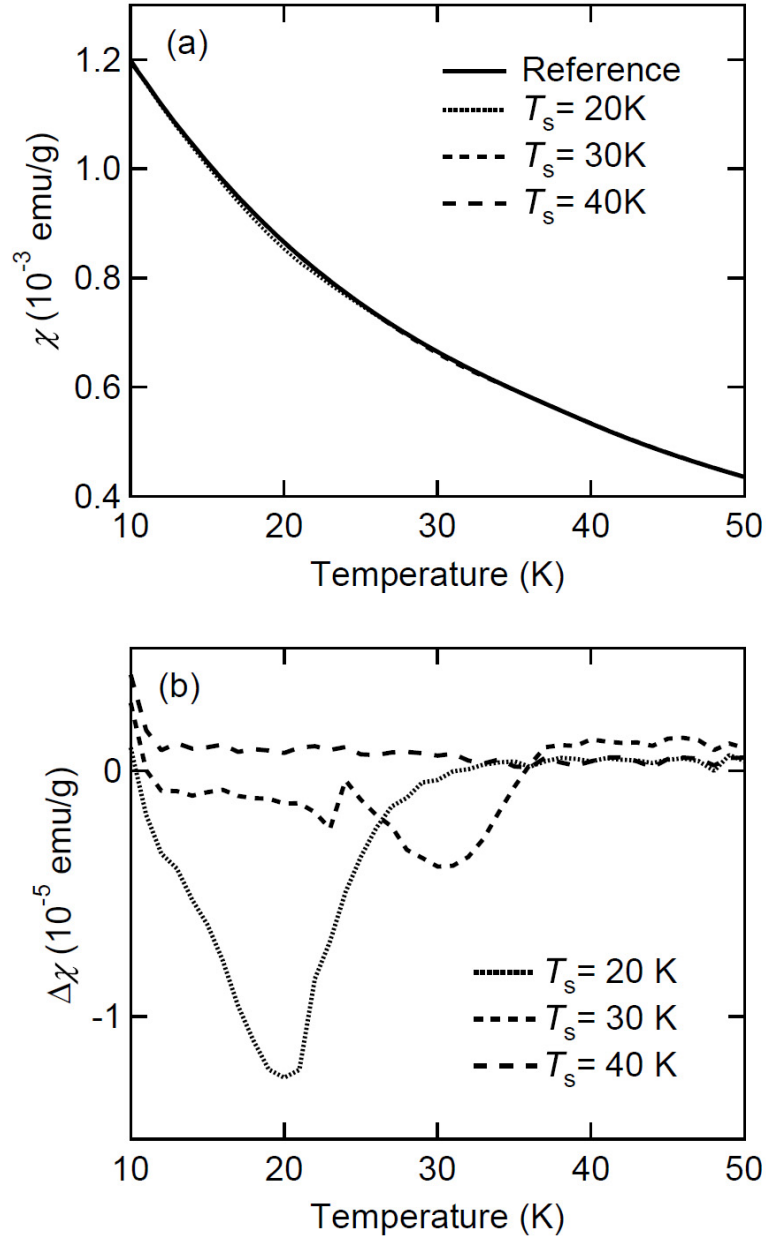 (a)
1.2
1.0
0.8
0.6
0.4
χ (10⁻³ emu/g)
Reference
Tₛ= 20K
Tₛ= 30K
Tₛ= 40K
10 20 30 40 50
Temperature (K)
(b)
0
-1
Δχ (10⁻⁵ emu/g)
Tₛ= 20 K
Tₛ= 30 K
Tₛ= 40 K
10 20 30 40 50
Temperature (K)